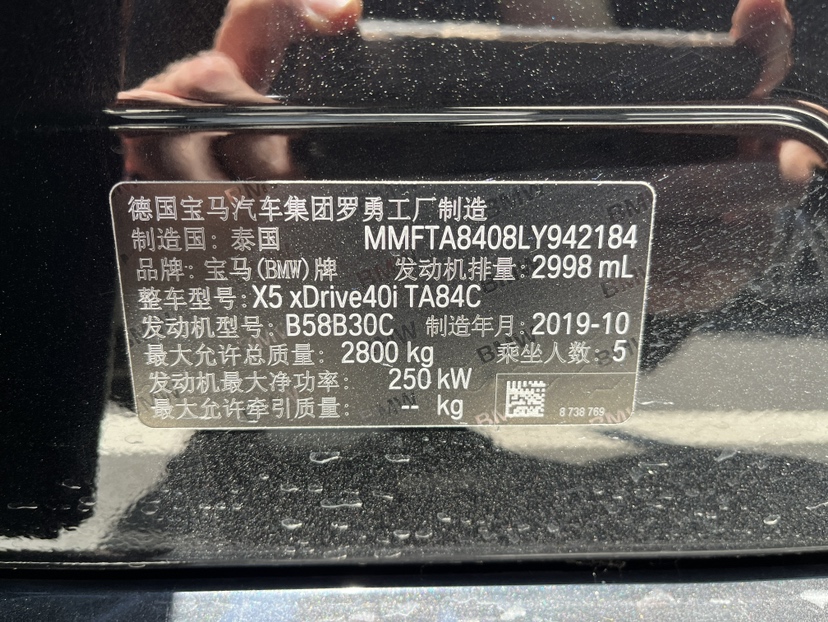 德国宝马汽车集团罗勇工厂制造
制造国：泰国 MMFTA8408LY942184
品牌：宝马(BMW)牌 发动机排量：2998 mL
整车型号：X5 xDrive40i TA84C
发动机型号：B58B30C 制造年月：2019-10
最大允许总质量：2800 kg 乘坐人数：5
发动机最大净功率：250 kW
最大允许牵引质量：-- kg
8 738 769